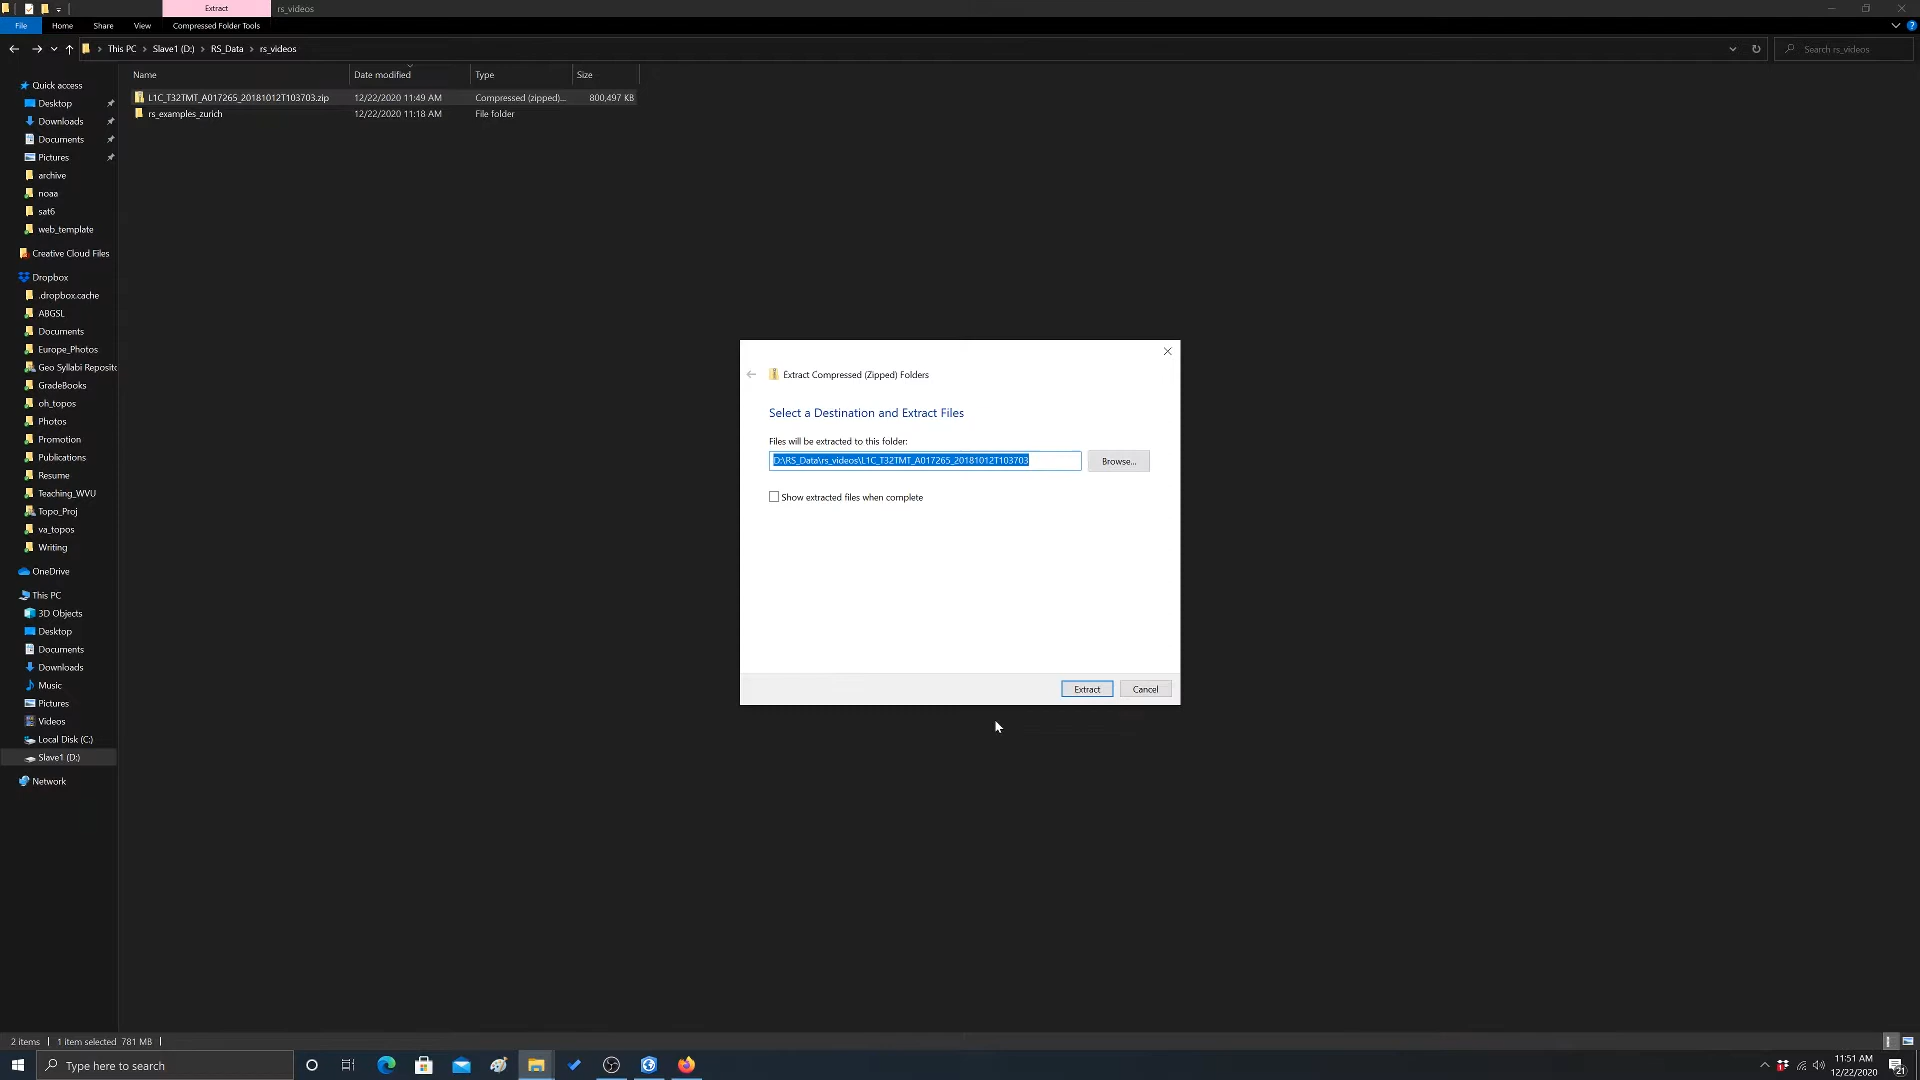 Extract
rs_videos
File
Home
Share
View
Compressed Folder Tools
This PC > Slave1 (D:) > RS_Data > rs_videos
Search rs_videos
Name
Date modified
Type
Size
L1C_T32TMT_A017265_20181012T103703.zip
12/22/2020 11:49 AM
Compressed (zipped)...
800,497 KB
rs_examples_zurich
12/22/2020 11:18 AM
File folder
Quick access
Desktop
Downloads
Documents
Pictures
archive
noaa
sat6
web_template
Creative Cloud Files
Dropbox
.dropbox.cache
ABGSL
Documents
Europe_Photos
Geo Syllabi Reposito
GradeBooks
oh_topos
Photos
Promotion
Publications
Resume
Teaching_WVU
Topo_Proj
va_topos
Writing
OneDrive
This PC
3D Objects
Desktop
Documents
Downloads
Music
Pictures
Videos
Local Disk (C:)
Slave1 (D:)
Network
Extract Compressed (Zipped) Folders
Select a Destination and Extract Files
Files will be extracted to this folder:
D:\RS_Data\rs_videos\L1C_T32TMT_A017265_20181012T103703
Browse...
Show extracted files when complete
Extract
Cancel
2 items
1 item selected 781 MB
Type here to search
11:51 AM
12/22/2020
21